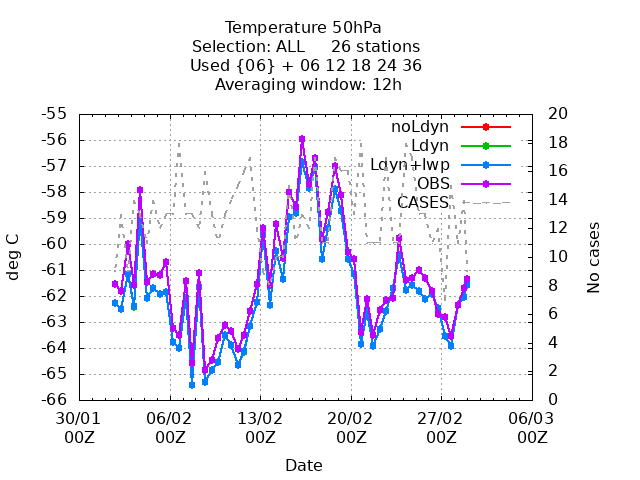 Temperature 50hPa
Selection: ALL 26 stations
Used {06} + 06 12 18 24 36
Averaging window: 12h
noLdyn
Ldyn
Ldyn+lwp
OBS
CASES
-55
-56
-57
-58
-59
-60
-61
-62
-63
-64
-65
-66
deg C
20
18
16
14
12
10
8
6
4
2
0
No cases
30/01 06/02 13/02 20/02 27/02 06/03
00Z 00Z 00Z 00Z 00Z 00Z
Date